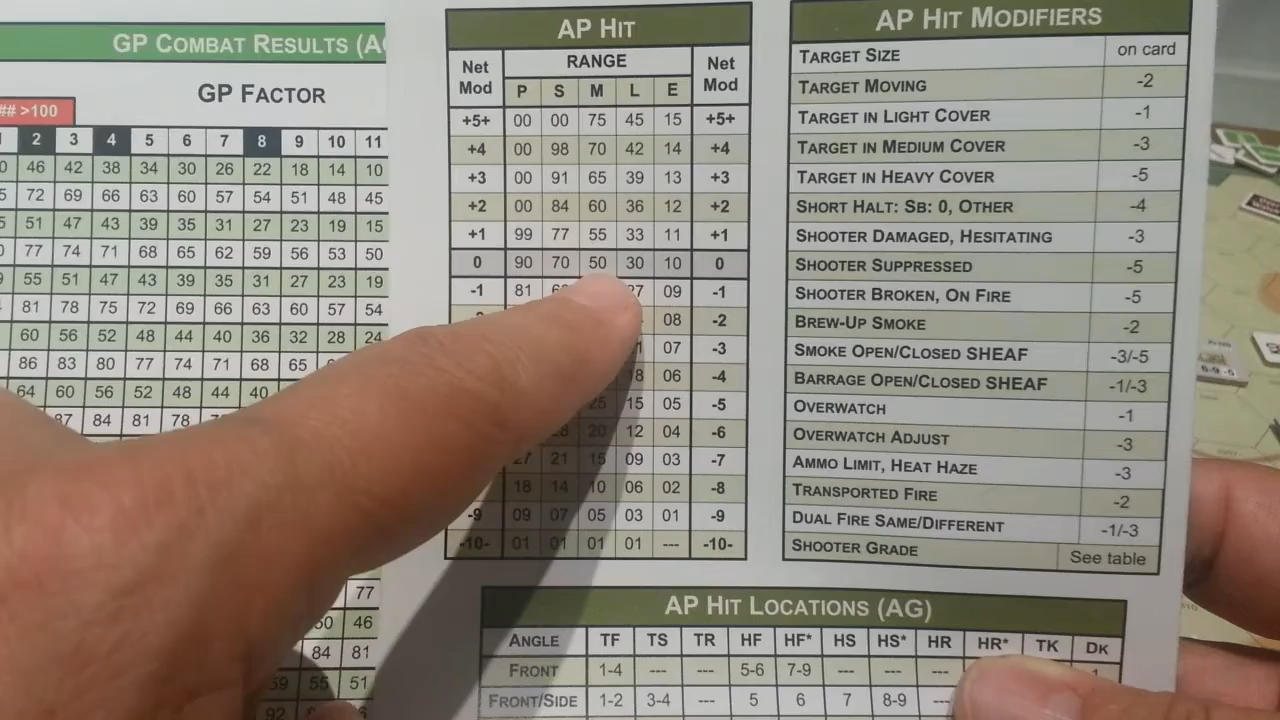 GP COMBAT RESULTS (A
GP FACTOR
## >100
2 3 4 5 6 7 8 9 10 11
46 42 38 34 30 26 22 18 14 10
72 69 66 63 60 57 54 51 48 45
51 47 43 39 35 31 27 23 19 15
77 74 71 68 65 62 59 56 53 50
55 51 47 43 39 35 31 27 23 19
81 78 75 72 69 66 63 60 57 54
60 56 52 48 44 40 36 32 28 24
86 83 80 77 74 71 68 65
64 60 56 52 48 44 40
87 84 81 78
77
50 46
84 81
59 55 51
92
AP HIT
Net Mod RANGE Net Mod
P S M L E
+5+ 00 00 75 45 15 +5+
+4 00 98 70 42 14 +4
+3 00 91 65 39 13 +3
+2 00 84 60 36 12 +2
+1 99 77 55 33 11 +1
0 90 70 50 30 10 0
-1 81 27 09 -1
08 -2
07 -3
18 06 -4
25 15 05 -5
28 20 12 04 -6
27 21 15 09 03 -7
18 14 10 06 02 -8
-9 09 07 05 03 01 -9
-10- 01 01 01 01 --- -10-
AP HIT MODIFIERS
TARGET SIZE on card
TARGET MOVING -2
TARGET IN LIGHT COVER -1
TARGET IN MEDIUM COVER -3
TARGET IN HEAVY COVER -5
SHORT HALT: SB: 0, OTHER -4
SHOOTER DAMAGED, HESITATING -3
SHOOTER SUPPRESSED -5
SHOOTER BROKEN, ON FIRE -5
BREW-UP SMOKE -2
SMOKE OPEN/CLOSED SHEAF -3/-5
BARRAGE OPEN/CLOSED SHEAF -1/-3
OVERWATCH -1
OVERWATCH ADJUST -3
AMMO LIMIT, HEAT HAZE -3
TRANSPORTED FIRE -2
DUAL FIRE SAME/DIFFERENT -1/-3
SHOOTER GRADE See table
AP HIT LOCATIONS (AG)
ANGLE TF TS TR HF HF* HS HS* HR HR* TK DK
FRONT 1-4 --- --- 5-6 7-9 --- --- ---
FRONT/SIDE 1-2 3-4 --- 5 6 7 8-9 ---